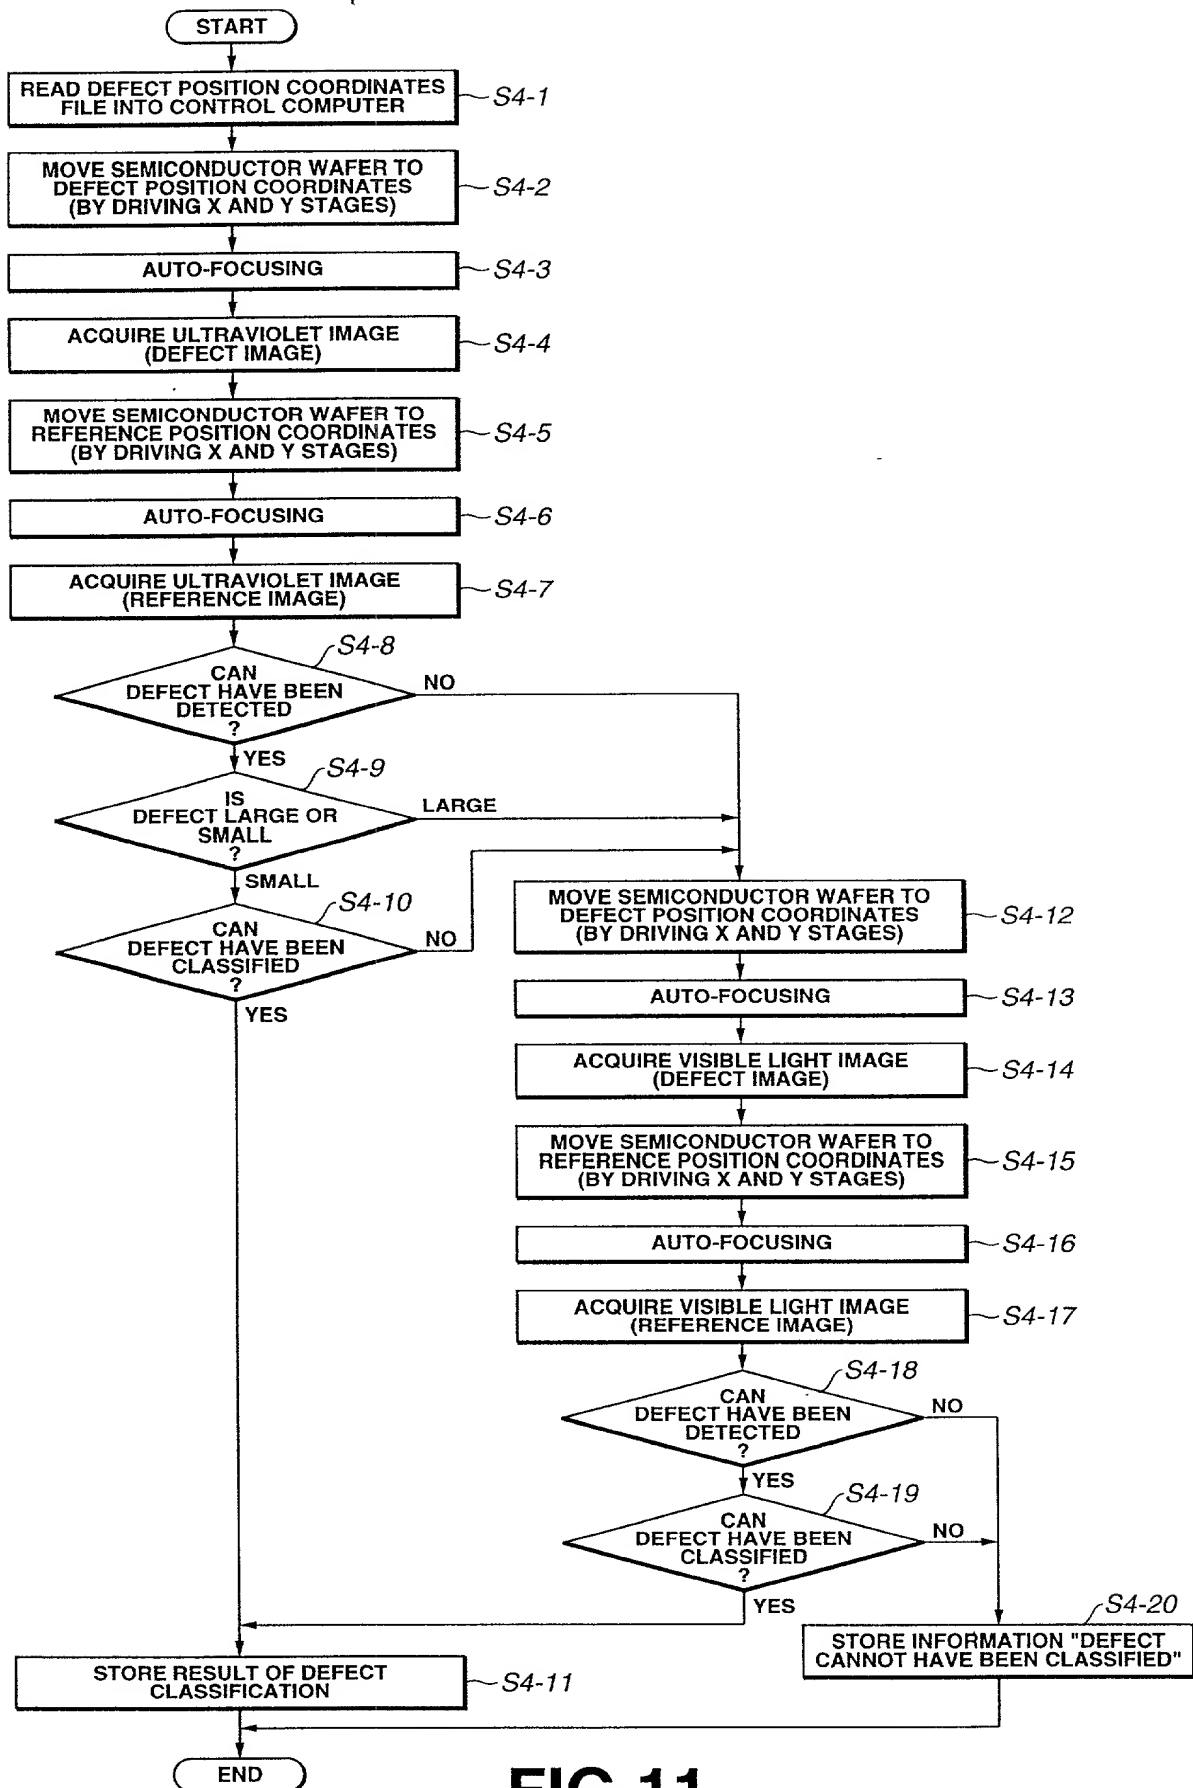 START
READ DEFECT POSITION COORDINATES
FILE INTO CONTROL COMPUTER
S4-1
MOVE SEMICONDUCTOR WAFER TO
DEFECT POSITION COORDINATES
(BY DRIVING X AND Y STAGES)
S4-2
AUTO-FOCUSING
S4-3
ACQUIRE ULTRAVIOLET IMAGE
(DEFECT IMAGE)
S4-4
MOVE SEMICONDUCTOR WAFER TO
REFERENCE POSITION COORDINATES
(BY DRIVING X AND Y STAGES)
S4-5
AUTO-FOCUSING
S4-6
ACQUIRE ULTRAVIOLET IMAGE
(REFERENCE IMAGE)
S4-7
S4-8
CAN
DEFECT HAVE BEEN
DETECTED
?
NO
YES
S4-9
IS
DEFECT LARGE OR
SMALL
?
LARGE
SMALL
S4-10
CAN
DEFECT HAVE BEEN
CLASSIFIED
?
NO
YES
MOVE SEMICONDUCTOR WAFER TO
DEFECT POSITION COORDINATES
(BY DRIVING X AND Y STAGES)
S4-12
AUTO-FOCUSING
S4-13
ACQUIRE VISIBLE LIGHT IMAGE
(DEFECT IMAGE)
S4-14
MOVE SEMICONDUCTOR WAFER TO
REFERENCE POSITION COORDINATES
(BY DRIVING X AND Y STAGES)
S4-15
AUTO-FOCUSING
S4-16
ACQUIRE VISIBLE LIGHT IMAGE
(REFERENCE IMAGE)
S4-17
S4-18
CAN
DEFECT HAVE BEEN
DETECTED
?
NO
YES
S4-19
CAN
DEFECT HAVE BEEN
CLASSIFIED
?
NO
YES
S4-20
STORE INFORMATION "DEFECT
CANNOT HAVE BEEN CLASSIFIED"
STORE RESULT OF DEFECT
CLASSIFICATION
S4-11
END
FIG.11